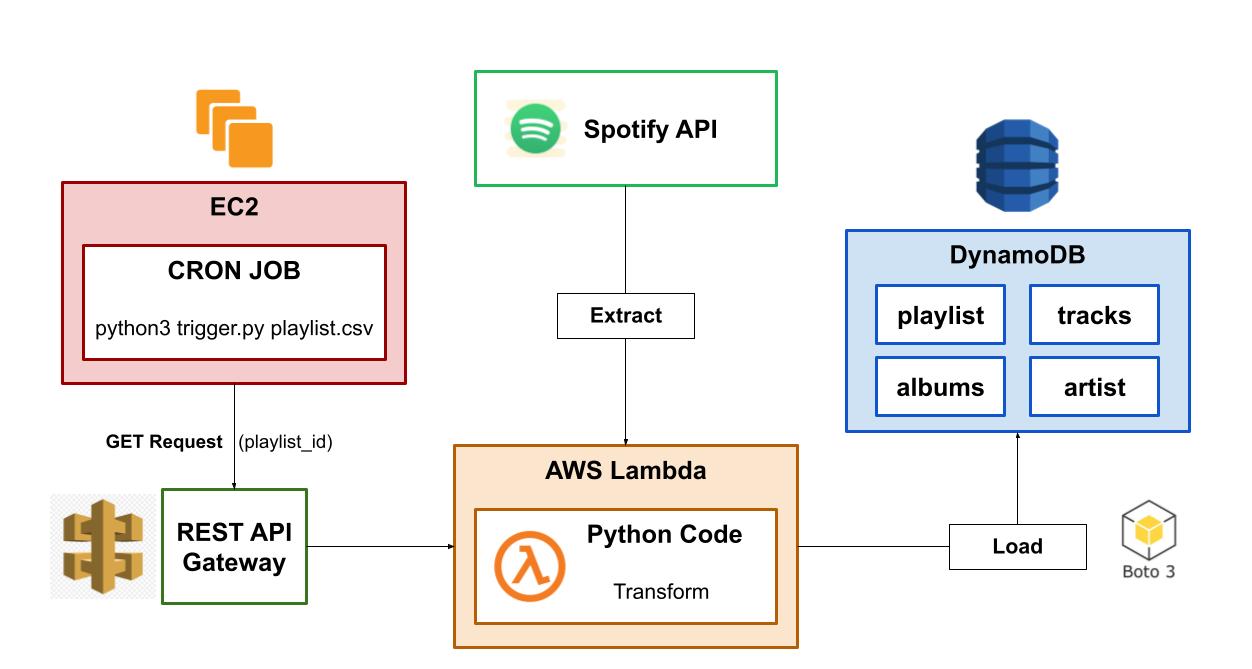 Spotify API
EC2
CRON JOB
python3 trigger.py playlist.csv
DynamoDB
playlist
tracks
albums
artist
Extract
GET Request (playlist_id)
AWS Lambda
REST API
Gateway
Python Code
Transform
Load
Boto 3